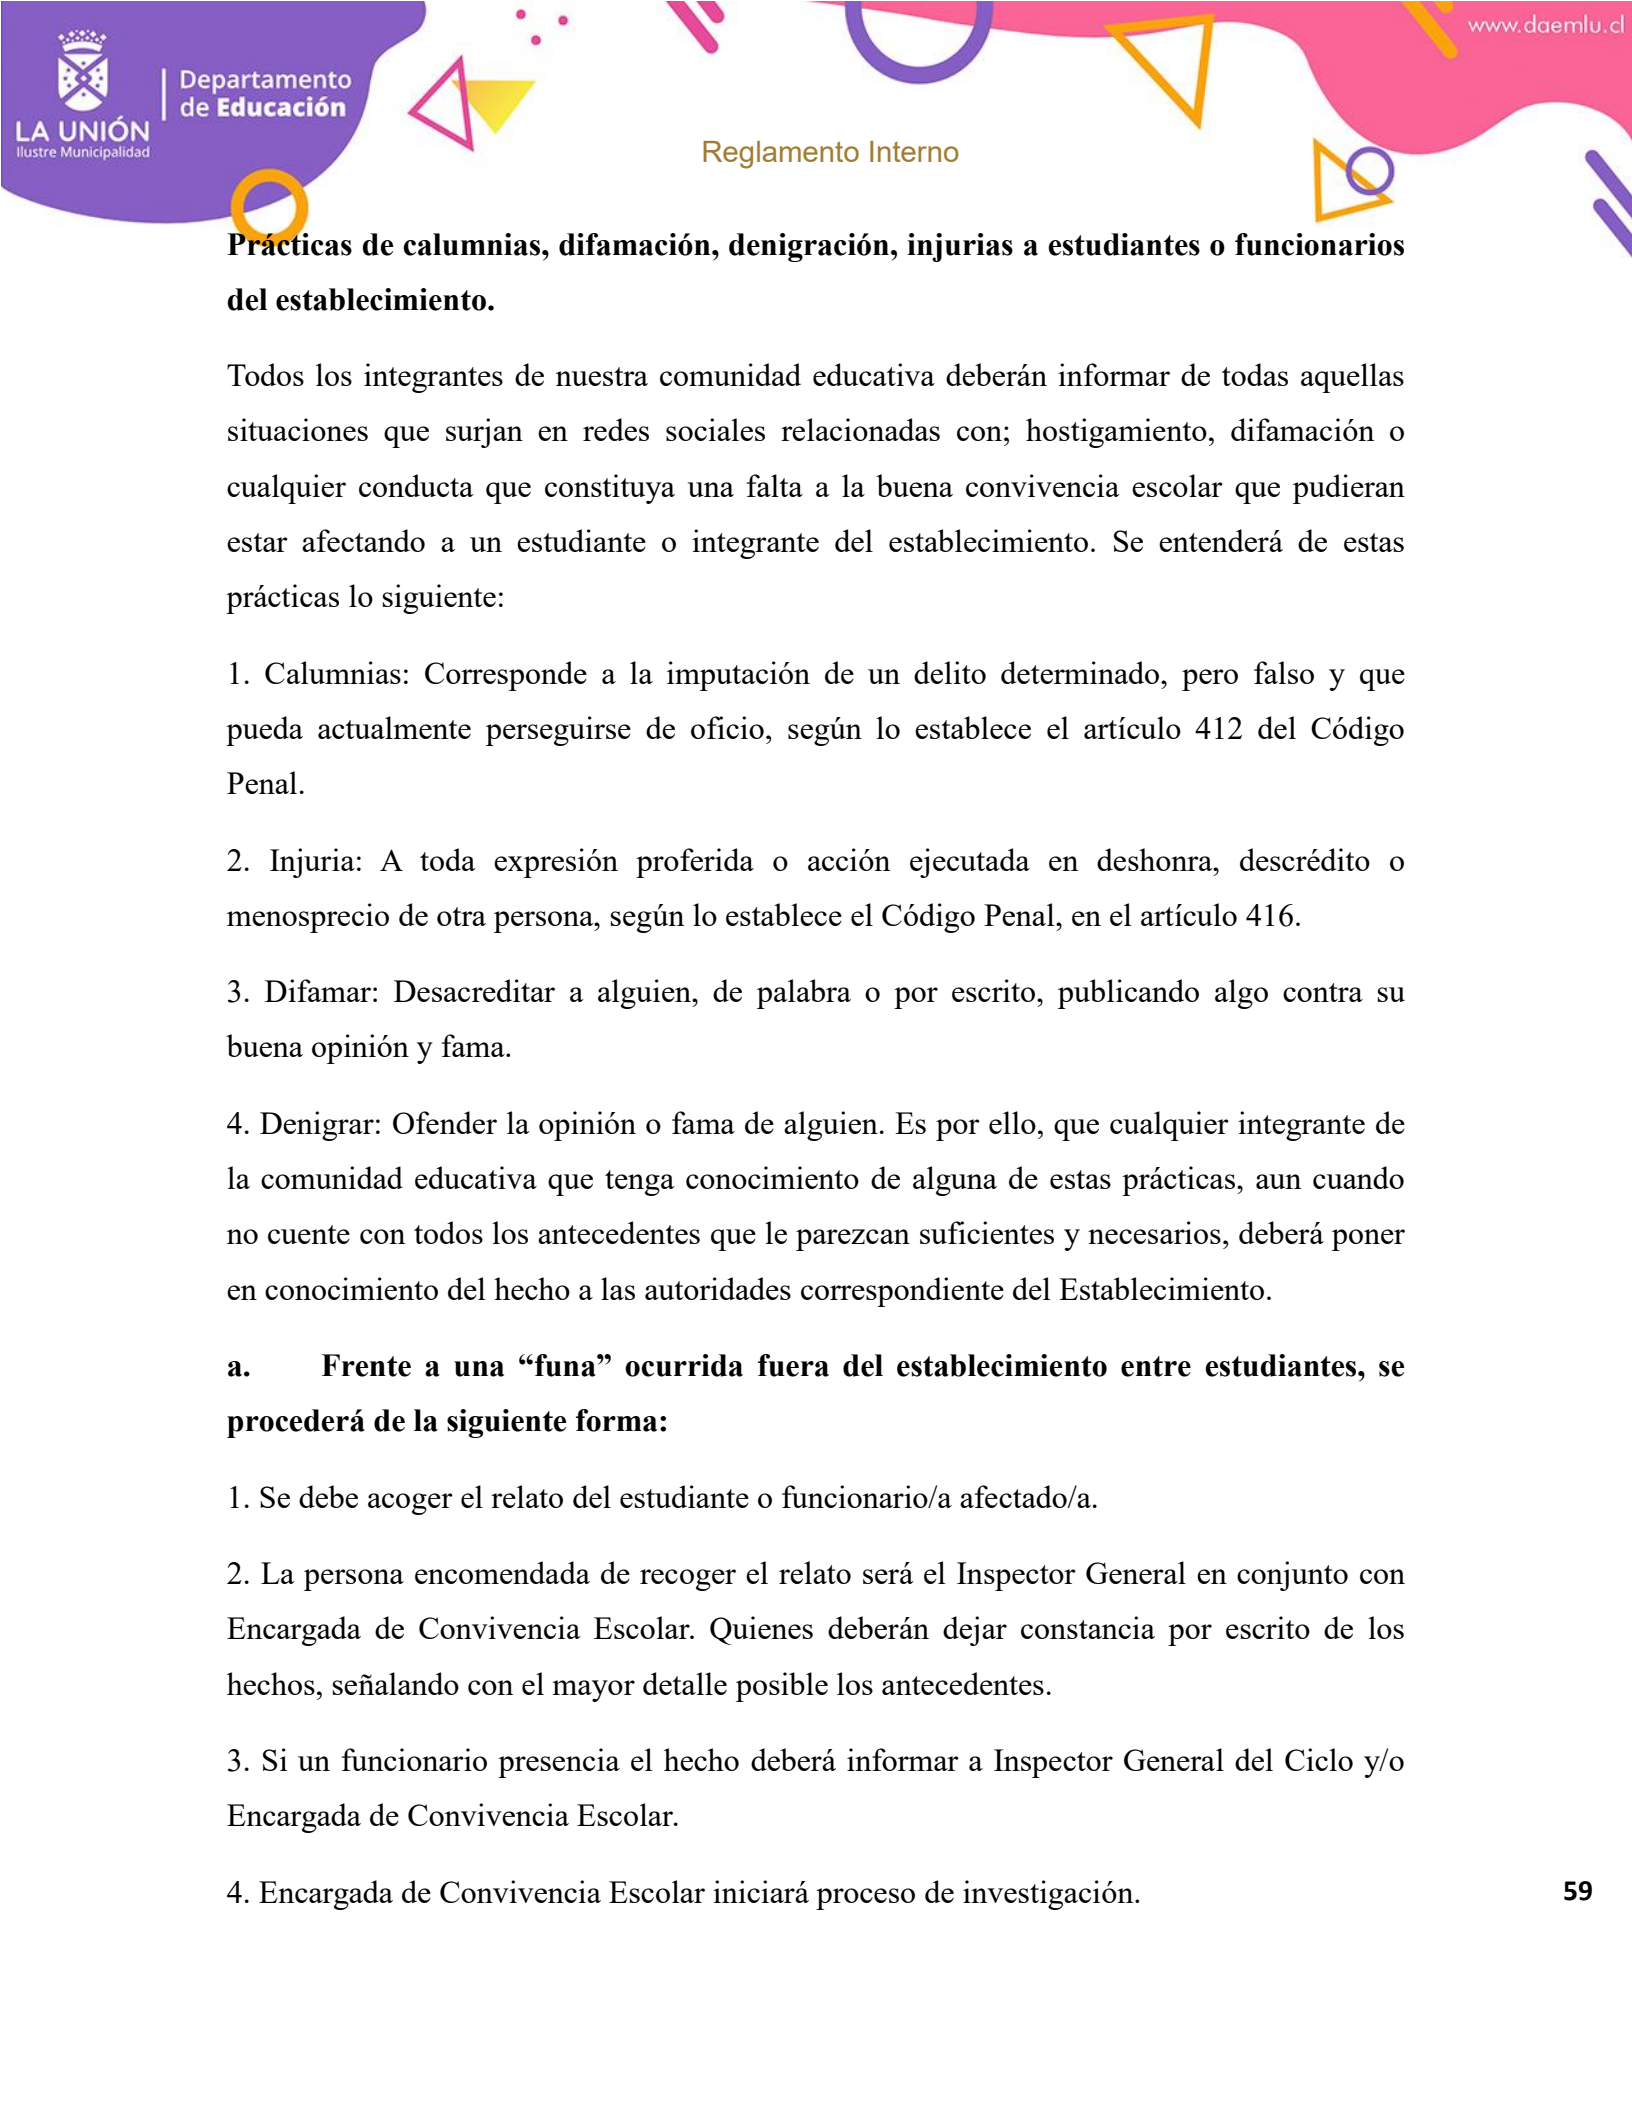 www.daemlu.cl
Departamento
de Educación
LA UNIÓN
Ilustre Municipalidad
Reglamento Interno
Prácticas de calumnias, difamación, denigración, injurias a estudiantes o funcionarios
del establecimiento.
Todos los integrantes de nuestra comunidad educativa deberán informar de todas aquellas
situaciones que surjan en redes sociales relacionadas con; hostigamiento, difamación o
cualquier conducta que constituya una falta a la buena convivencia escolar que pudieran
estar afectando a un estudiante o integrante del establecimiento. Se entenderá de estas
prácticas lo siguiente:
1. Calumnias: Corresponde a la imputación de un delito determinado, pero falso y que
pueda actualmente perseguirse de oficio, según lo establece el artículo 412 del Código
Penal.
2. Injuria: A toda expresión proferida o acción ejecutada en deshonra, descrédito o
menosprecio de otra persona, según lo establece el Código Penal, en el artículo 416.
3. Difamar: Desacreditar a alguien, de palabra o por escrito, publicando algo contra su
buena opinión y fama.
4. Denigrar: Ofender la opinión o fama de alguien. Es por ello, que cualquier integrante de
la comunidad educativa que tenga conocimiento de alguna de estas prácticas, aun cuando
no cuente con todos los antecedentes que le parezcan suficientes y necesarios, deberá poner
en conocimiento del hecho a las autoridades correspondiente del Establecimiento.
a. Frente a una “funa” ocurrida fuera del establecimiento entre estudiantes, se
procederá de la siguiente forma:
1. Se debe acoger el relato del estudiante o funcionario/a afectado/a.
2. La persona encomendada de recoger el relato será el Inspector General en conjunto con
Encargada de Convivencia Escolar. Quienes deberán dejar constancia por escrito de los
hechos, señalando con el mayor detalle posible los antecedentes.
3. Si un funcionario presencia el hecho deberá informar a Inspector General del Ciclo y/o
Encargada de Convivencia Escolar.
4. Encargada de Convivencia Escolar iniciará proceso de investigación.
59